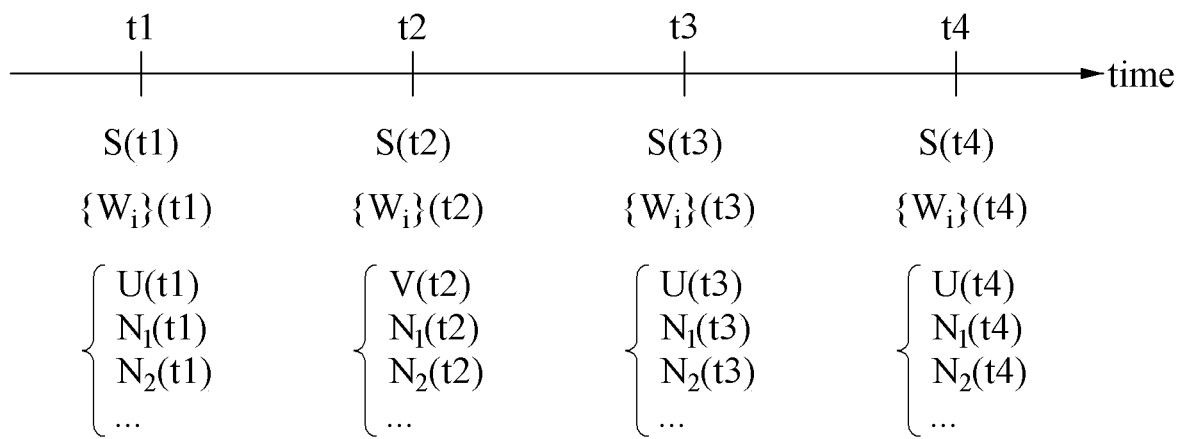 t1 t2 t3 t4
time
S(t1) S(t2) S(t3) S(t4)
{Wi}(t1) {Wi}(t2) {Wi}(t3) {Wi}(t4)
U(t1) V(t2) U(t3) U(t4)
N1(t1) N1(t2) N1(t3) N1(t4)
N2(t1) N2(t2) N2(t3) N2(t4)
... ... ... ...